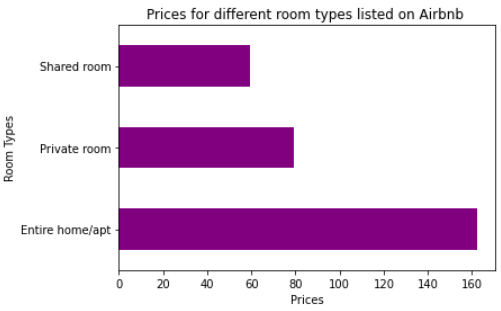 Prices for different room types listed on Airbnb
Room Types
Shared room
Private room
Entire home/apt
0 20 40 60 80 100 120 140 160
Prices